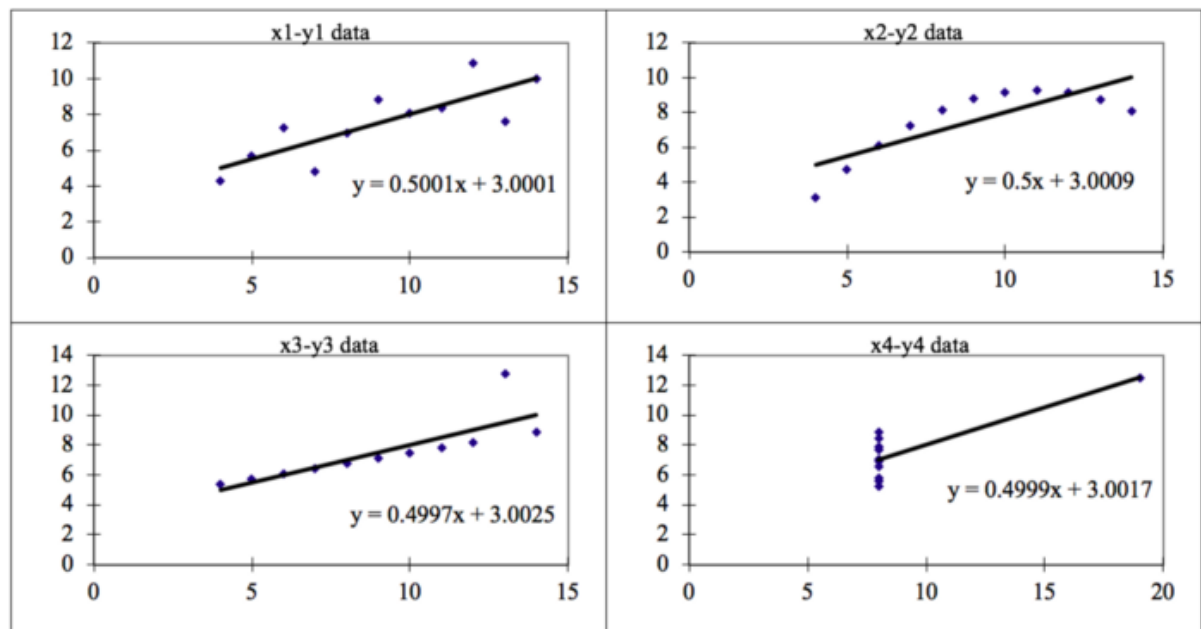 x1-y1 data
12
10
8
6
4
2
0
y = 0.5001x + 3.0001
0 5 10 15
x2-y2 data
12
10
8
6
4
2
0
y = 0.5x + 3.0009
0 5 10 15
x3-y3 data
14
12
10
8
6
4
2
0
y = 0.4997x + 3.0025
0 5 10 15
x4-y4 data
14
12
10
8
6
4
2
0
y = 0.4999x + 3.0017
0 5 10 15 20